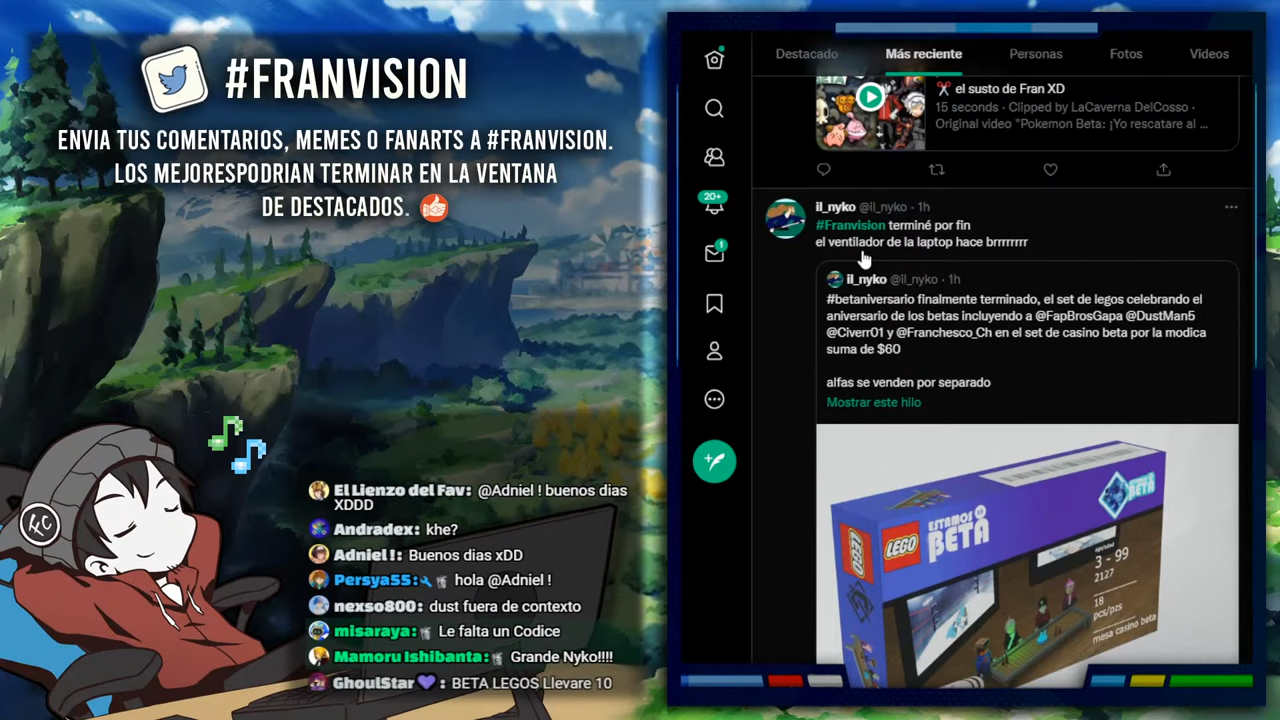 #FRANVISION
ENVIA TUS COMENTARIOS, MEMES O FANARTS A #FRANVISION.
LOS MEJORESPODRIAN TERMINAR EN LA VENTANA
DE DESTACADOS.
El Lienzo del Fav: @Adniel ! buenos dias
XDDD
Andradex: khe?
Adniel !: Buenos dias xDD
Persya55: hola @Adniel !
nexso800: dust fuera de contexto
misaraya: Le falta un Codice
Mamoru Ishibanta: Grande Nyko!!!!
GhoulStar 💜 : BETA LEGOS Llevare 10
Destacado Más reciente Personas Fotos Videos
✂️ el susto de Fran XD
15 seconds · Clipped by LaCaverna DelCosso ·
Original video "Pokemon Beta: ¡Yo rescatare al ...
20+
1
il_nyko @il_nyko · 1h
#Franvision terminé por fin
el ventilador de la laptop hace brrrrrrrr
il_nyko @il_nyko · 1h
#betaniversario finalmente terminado, el set de legos celebrando el
aniversario de los betas incluyendo a @FapBrosGapa @DustMan5
@Civerr01 y @Franchesco_Ch en el set de casino beta por la modica
suma de $60
alfas se venden por separado
Mostrar este hilo
LEGO
LEGO
ESTAMOS
BETA
BETA
3 - 99
2127
18
pcs/pzs
mesa casino beta